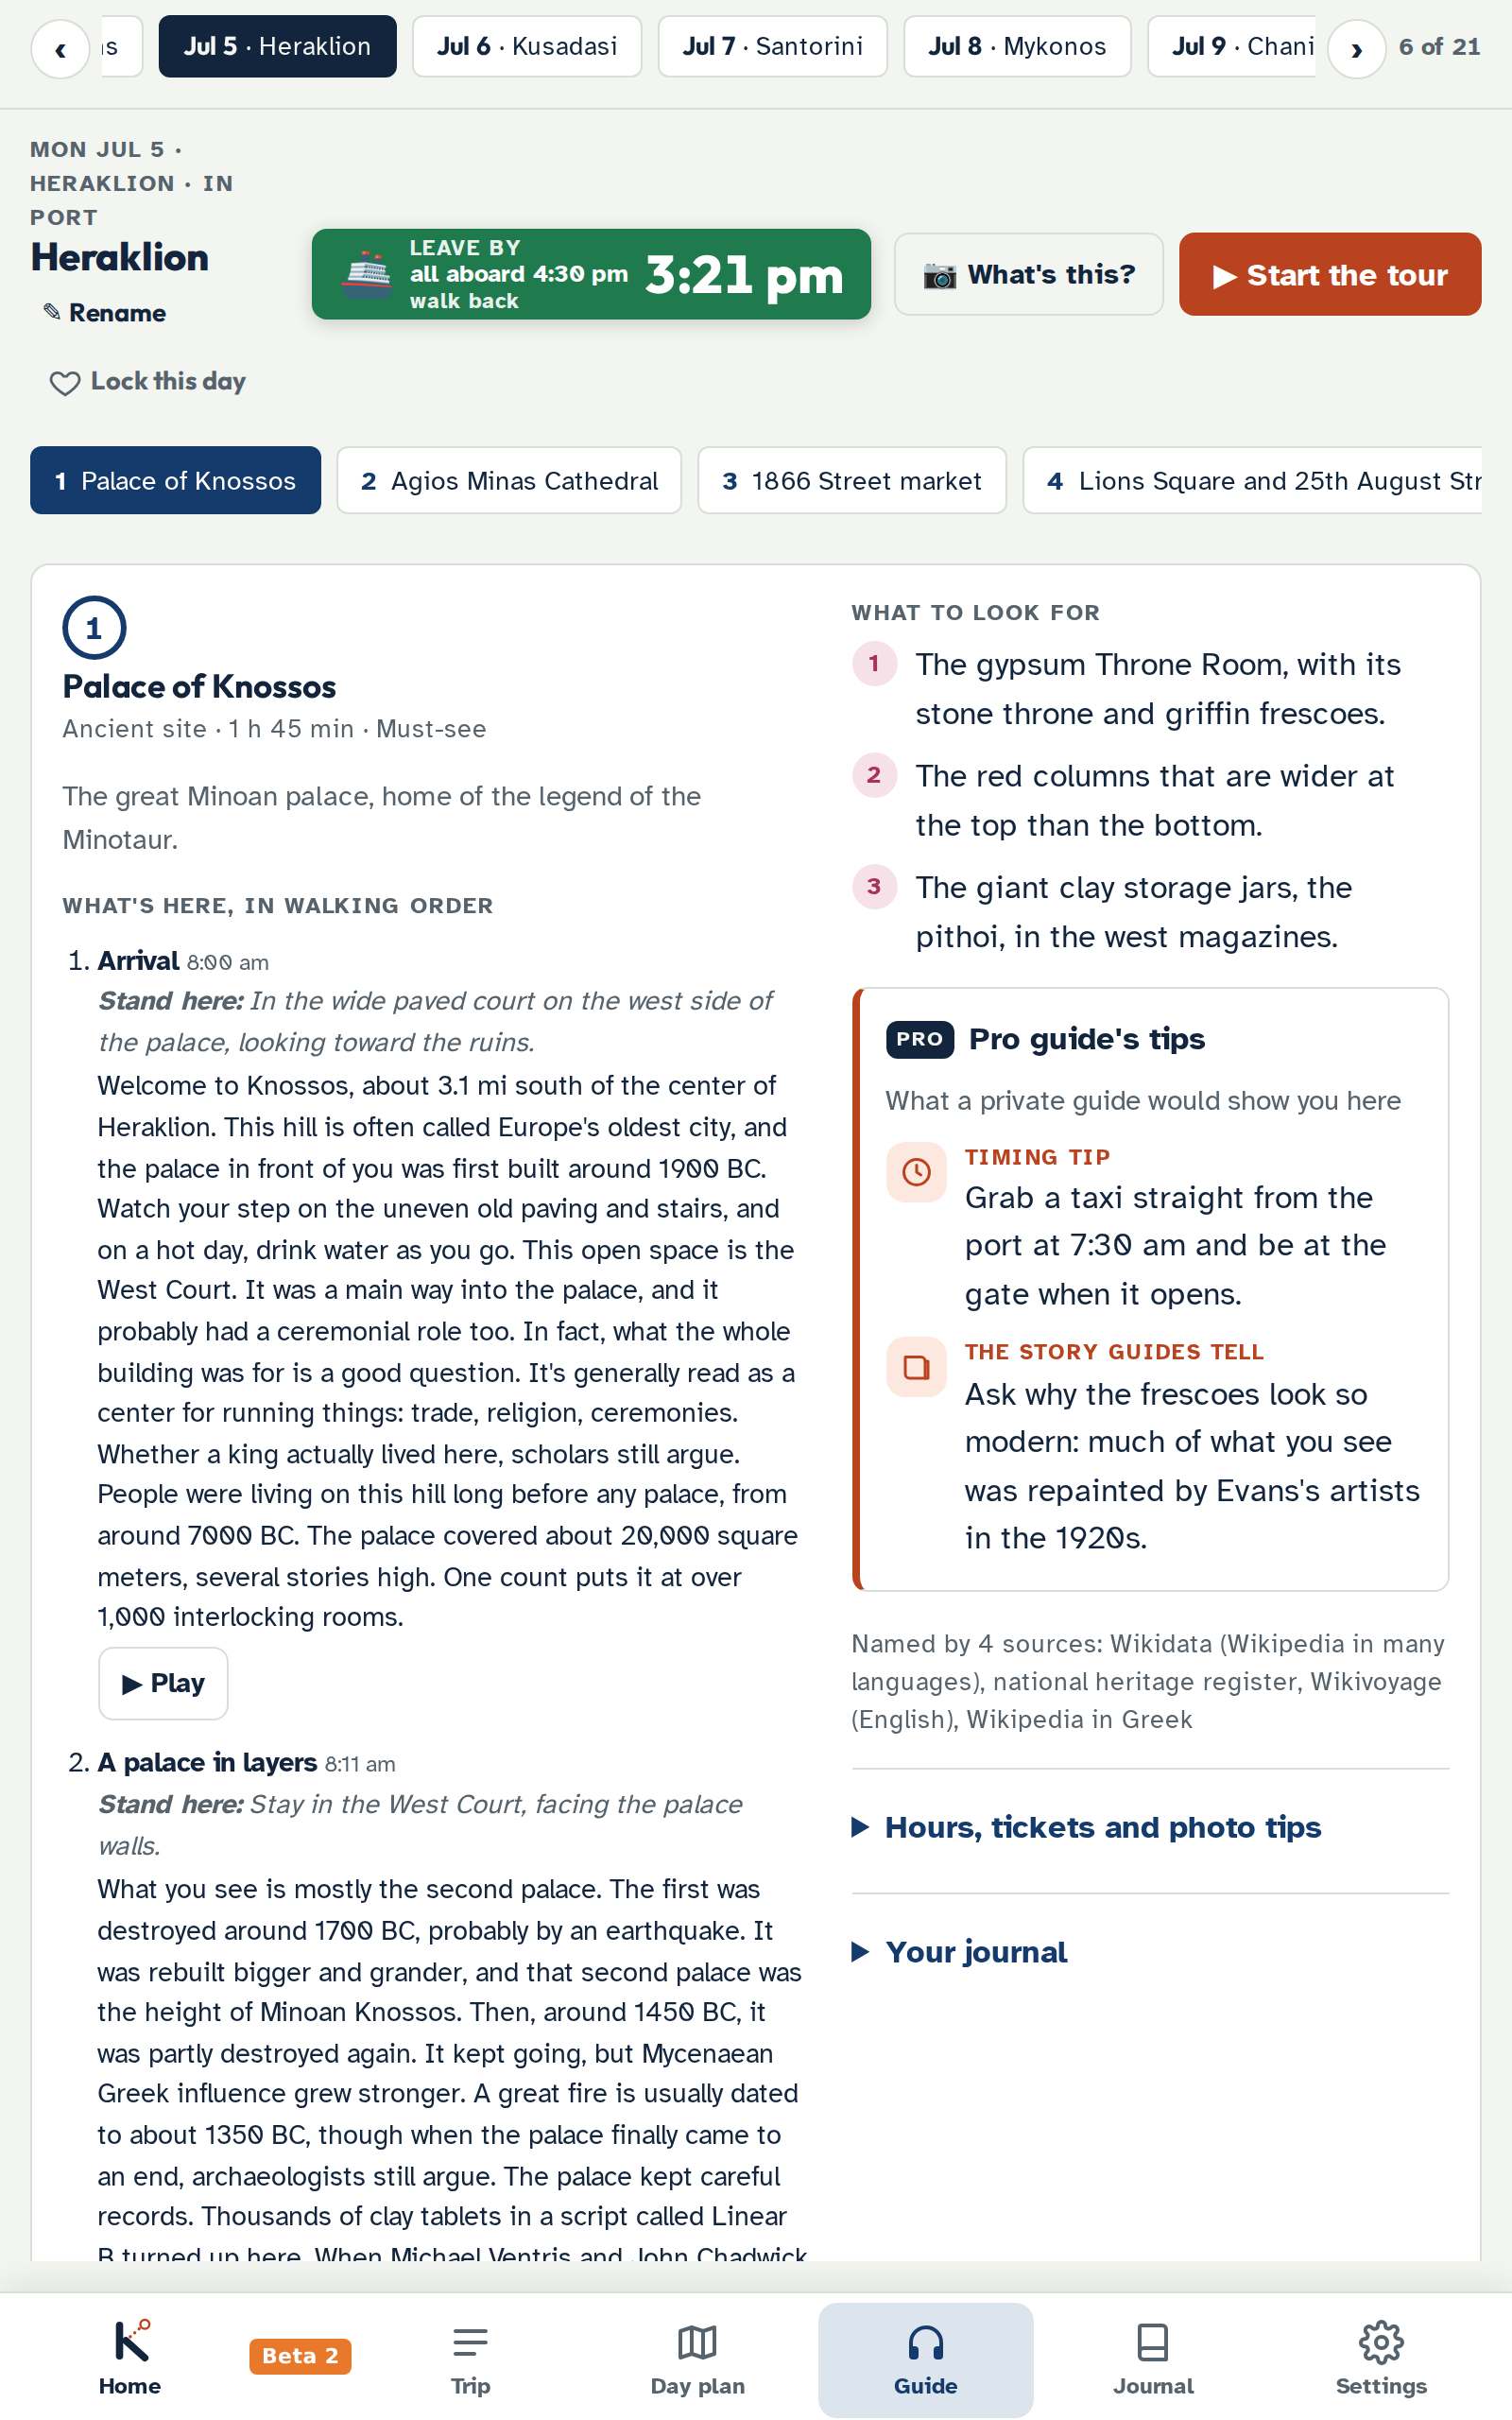 ‹
s
Jul 5 · Heraklion
Jul 6 · Kusadasi
Jul 7 · Santorini
Jul 8 · Mykonos
Jul 9 · Chani
›
6 of 21
MON JUL 5 ·
HERAKLION · IN
PORT
Heraklion
✎ Rename
Lock this day
LEAVE BY
all aboard 4:30 pm
walk back
3:21 pm
What's this?
▶ Start the tour
1 Palace of Knossos
2 Agios Minas Cathedral
3 1866 Street market
4 Lions Square and 25th August Str
1
Palace of Knossos
Ancient site · 1 h 45 min · Must-see
The great Minoan palace, home of the legend of the
Minotaur.
WHAT'S HERE, IN WALKING ORDER
1. Arrival 8:00 am
Stand here: In the wide paved court on the west side of
the palace, looking toward the ruins.
Welcome to Knossos, about 3.1 mi south of the center of
Heraklion. This hill is often called Europe's oldest city, and
the palace in front of you was first built around 1900 BC.
Watch your step on the uneven old paving and stairs, and
on a hot day, drink water as you go. This open space is the
West Court. It was a main way into the palace, and it
probably had a ceremonial role too. In fact, what the whole
building was for is a good question. It's generally read as a
center for running things: trade, religion, ceremonies.
Whether a king actually lived here, scholars still argue.
People were living on this hill long before any palace, from
around 7000 BC. The palace covered about 20,000 square
meters, several stories high. One count puts it at over
1,000 interlocking rooms.
▶ Play
2. A palace in layers 8:11 am
Stand here: Stay in the West Court, facing the palace
walls.
What you see is mostly the second palace. The first was
destroyed around 1700 BC, probably by an earthquake. It
was rebuilt bigger and grander, and that second palace was
the height of Minoan Knossos. Then, around 1450 BC, it
was partly destroyed again. It kept going, but Mycenaean
Greek influence grew stronger. A great fire is usually dated
to about 1350 BC, though when the palace finally came to
an end, archaeologists still argue. The palace kept careful
records. Thousands of clay tablets in a script called Linear
B turned up here. When Michael Ventris and John Chadwick
WHAT TO LOOK FOR
1 The gypsum Throne Room, with its
stone throne and griffin frescoes.
2 The red columns that are wider at
the top than the bottom.
3 The giant clay storage jars, the
pithoi, in the west magazines.
PRO Pro guide's tips
What a private guide would show you here
TIMING TIP
Grab a taxi straight from the
port at 7:30 am and be at the
gate when it opens.
THE STORY GUIDES TELL
Ask why the frescoes look so
modern: much of what you see
was repainted by Evans's artists
in the 1920s.
Named by 4 sources: Wikidata (Wikipedia in many
languages), national heritage register, Wikivoyage
(English), Wikipedia in Greek
▶ Hours, tickets and photo tips
▶ Your journal
Home
Beta 2
Trip
Day plan
Guide
Journal
Settings